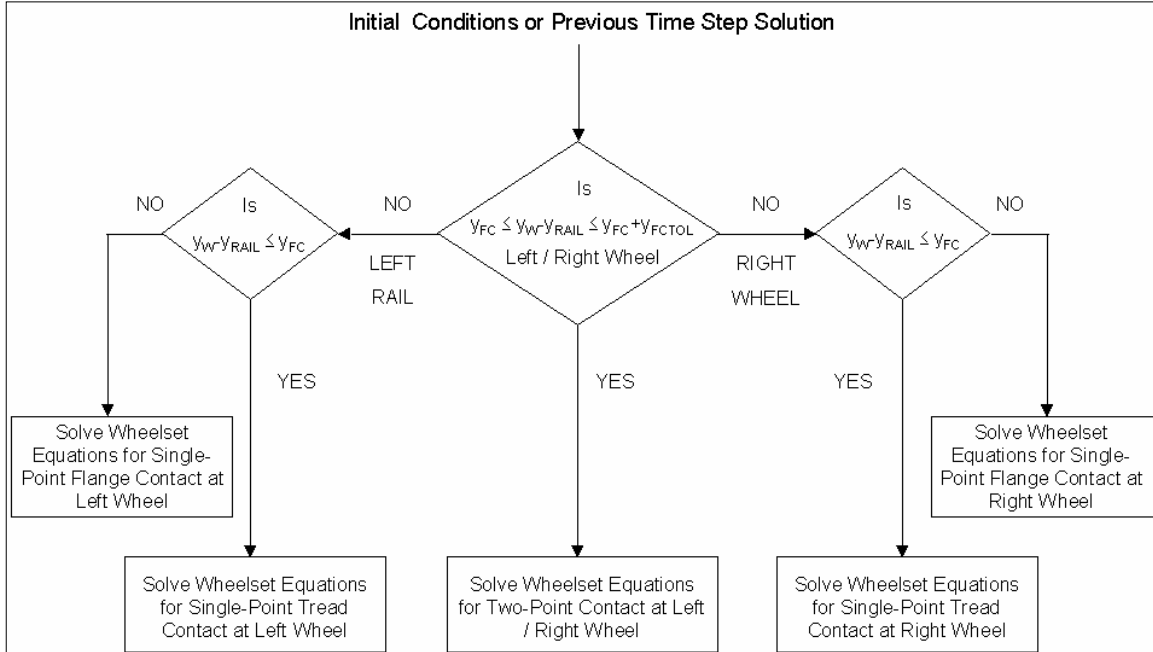 Initial Conditions or Previous Time Step Solution
NO
Is
yW-yRAIL ≤ yFC
NO
LEFT
RAIL
Is
yFC ≤ yW-yRAIL ≤ yFC+yFCTOL
Left / Right Wheel
RIGHT
WHEEL
Is
yW-yRAIL ≤ yFC
NO
YES
YES
YES
Solve Wheelset
Equations for Single-
Point Flange Contact at
Left Wheel
Solve Wheelset
Equations for Single-
Point Flange Contact at
Right Wheel
Solve Wheelset Equations
for Single-Point Tread
Contact at Left Wheel
Solve Wheelset Equations
for Two-Point Contact at Left
/ Right Wheel
Solve Wheelset Equations
for Single-Point Tread
Contact at Right Wheel
NO